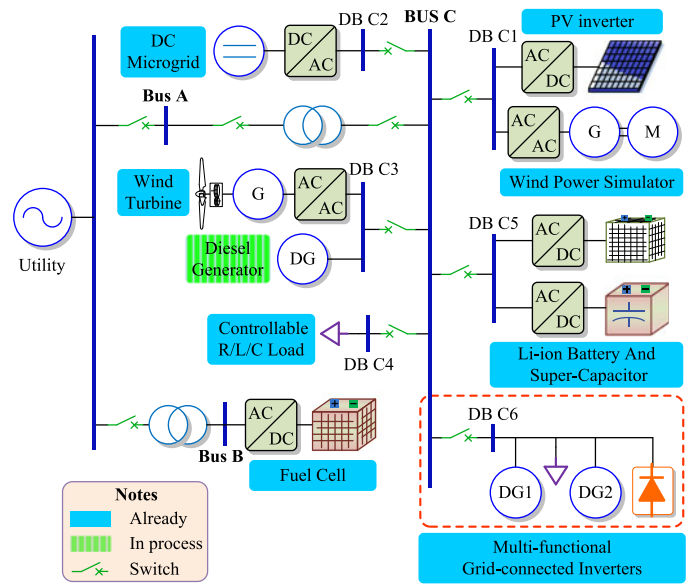 DC
Microgrid
DC
AC
DB C2
BUS C
DB C1
AC
DC
PV inverter
Bus A
AC
AC
G
M
Wind Power Simulator
Wind
Turbine
G
AC
AC
DB C3
Diesel
Generator
DG
Utility
DB C5
AC
DC
AC
DC
Li-ion Battery And
Super-Capacitor
Controllable
R/L/C Load
DB C4
AC
DC
Bus B
Fuel Cell
DB C6
DG1
DG2
Multi-functional
Grid-connected Inverters
Notes
Already
In process
Switch